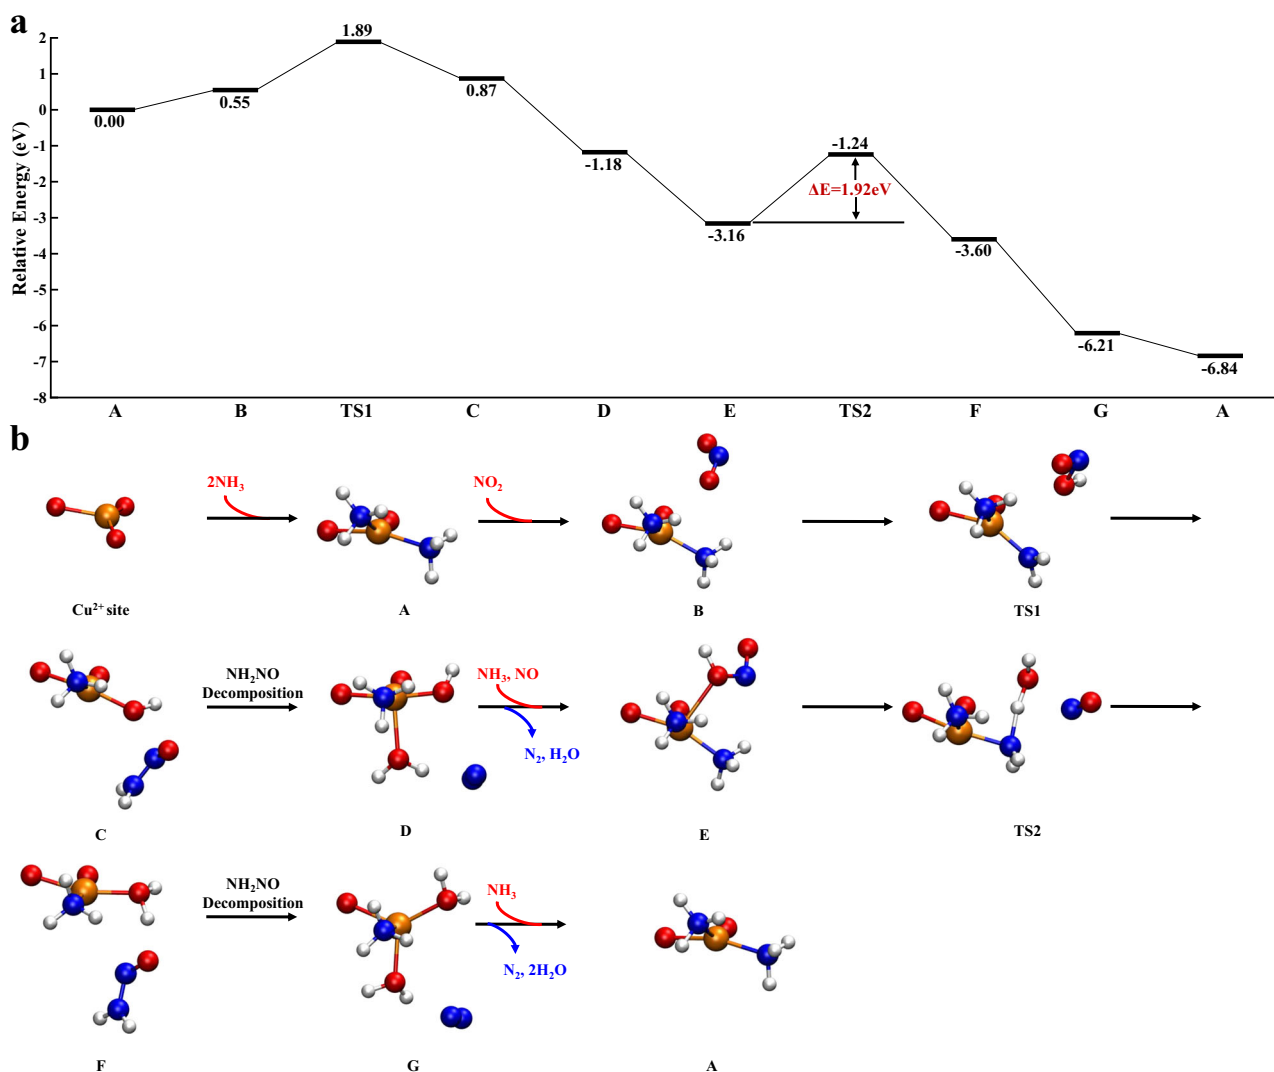 a
Relative Energy (eV)
2
1
0
-1
-2
-3
-4
-5
-6
-7
-8
0.00
0.55
1.89
0.87
-1.18
-3.16
-1.24
ΔE=1.92eV
-3.60
-6.21
-6.84
A B TS1 C D E TS2 F G A
b
2NH₃
NO₂
Cu²⁺ site
A
B
TS1
NH₂NO
Decomposition
NH₃, NO
N₂, H₂O
C
D
E
TS2
NH₂NO
Decomposition
NH₃
N₂, 2H₂O
F
G
A